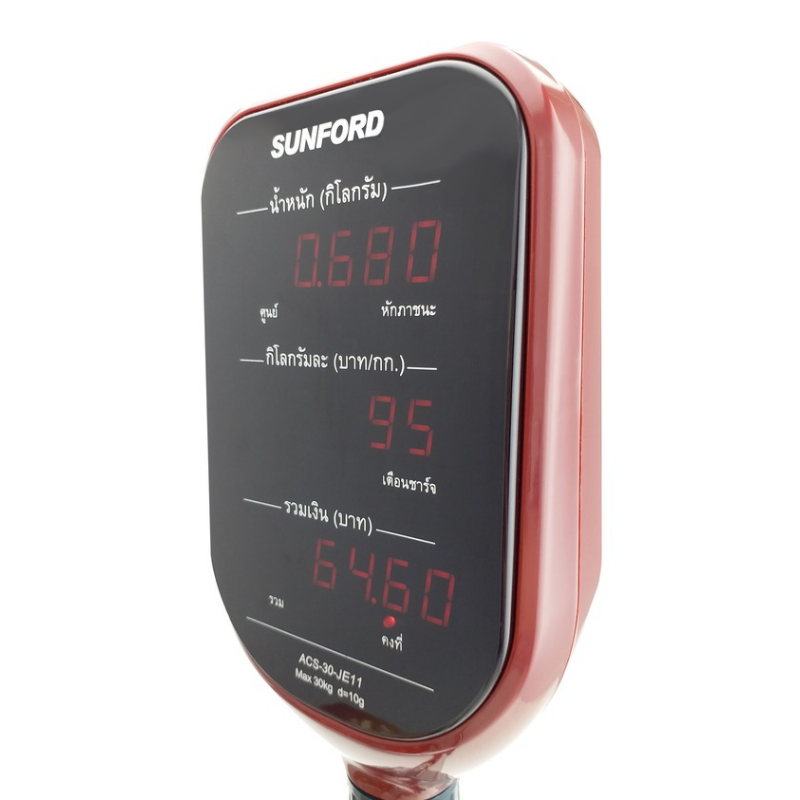 SUNFORD
น้ำหนัก (กิโลกรัม)
0.680
ศูนย์ หักภาชนะ
กิโลกรัมละ (บาท/กก.)
95
เตือนชาร์จ
รวมเงิน (บาท)
64.60
รวม คงที่
ACS-30-JE11
Max 30kg d=10g